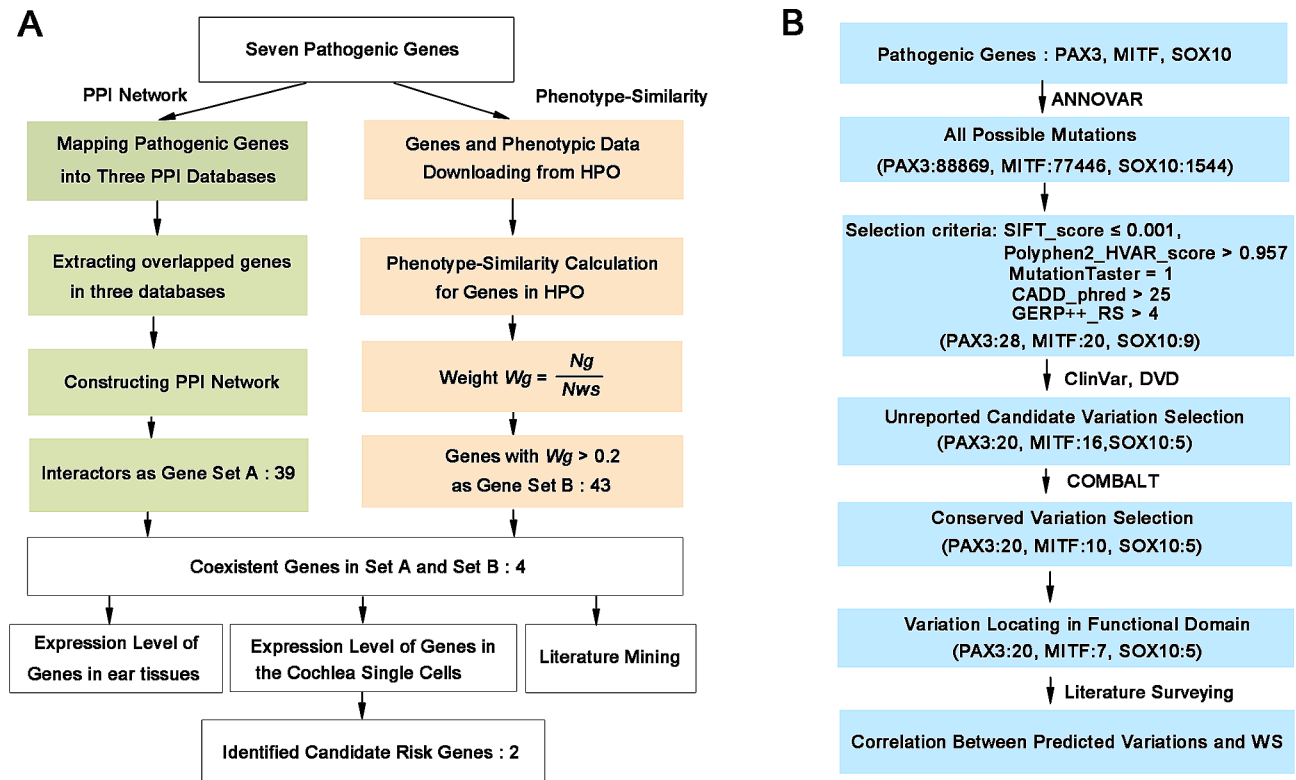 A
Seven Pathogenic Genes
PPI Network
Phenotype-Similarity
Mapping Pathogenic Genes
into Three PPI Databases
Genes and Phenotypic Data
Downloading from HPO
Extracting overlapped genes
in three databases
Phenotype-Similarity Calculation
for Genes in HPO
Constructing PPI Network
Weight Wg = Ng / Nws
Interactors as Gene Set A : 39
Genes with Wg > 0.2
as Gene Set B : 43
Coexistent Genes in Set A and Set B : 4
Expression Level of
Genes in ear tissues
Expression Level of Genes in
the Cochlea Single Cells
Literature Mining
Identified Candidate Risk Genes : 2
B
Pathogenic Genes : PAX3, MITF, SOX10
ANNOVAR
All Possible Mutations
(PAX3:88869, MITF:77446, SOX10:1544)
Selection criteria: SIFT_score ≤ 0.001,
Polyphen2_HVAR_score > 0.957
MutationTaster = 1
CADD_phred > 25
GERP++_RS > 4
(PAX3:28, MITF:20, SOX10:9)
ClinVar, DVD
Unreported Candidate Variation Selection
(PAX3:20, MITF:16,SOX10:5)
COMBALT
Conserved Variation Selection
(PAX3:20, MITF:10, SOX10:5)
Variation Locating in Functional Domain
(PAX3:20, MITF:7, SOX10:5)
Literature Surveying
Correlation Between Predicted Variations and WS